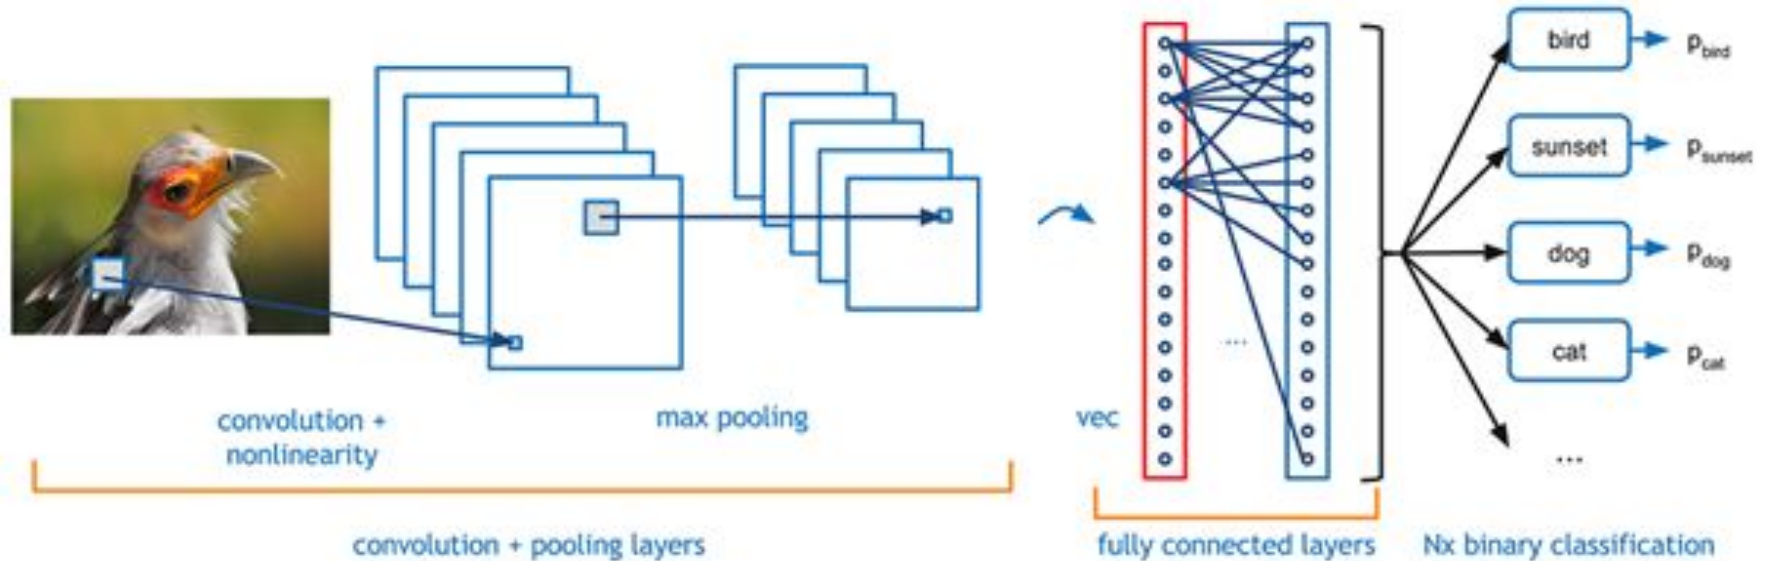 bird
p_bird
sunset
p_sunset
dog
p_dog
cat
p_cat
...
...
convolution +
nonlinearity
max pooling
vec
convolution + pooling layers
fully connected layers
Nx binary classification